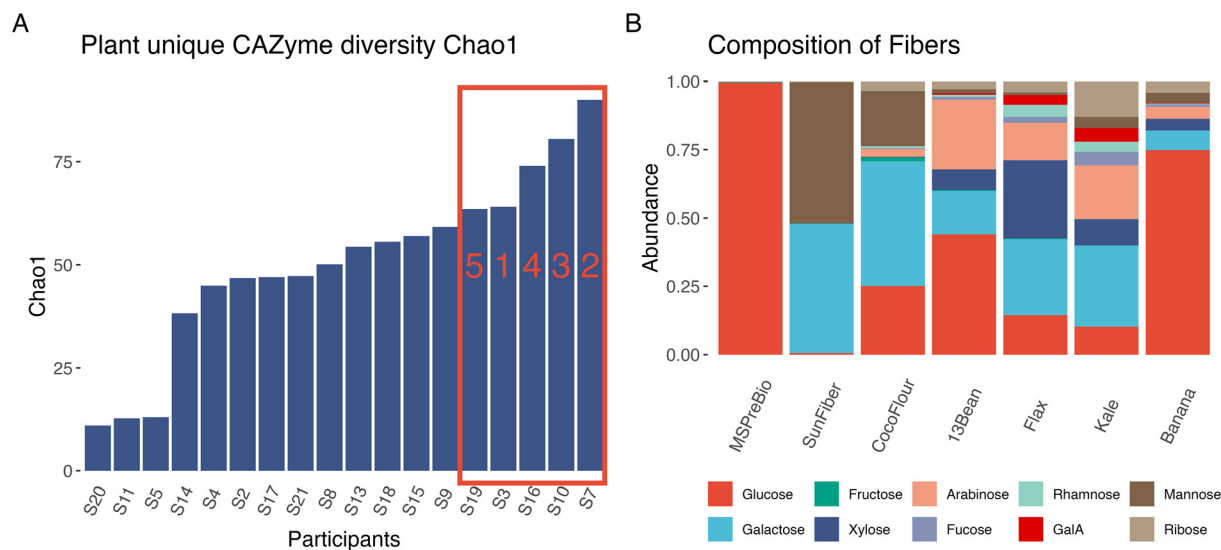 A
Plant unique CAZyme diversity Chao1
75
50
25
0
Chao1
5 1 4 3 2
S20 S11 S5 S14 S4 S2 S17 S21 S8 S13 S18 S15 S9 S19 S3 S16 S10 S7
Participants
B
Composition of Fibers
1.00
0.75
0.50
0.25
0.00
Abundance
MSPreBio SunFiber CocoFlour 13Bean Flax Kale Banana
Glucose Fructose Arabinose Rhamnose Mannose
Galactose Xylose Fucose GalA Ribose